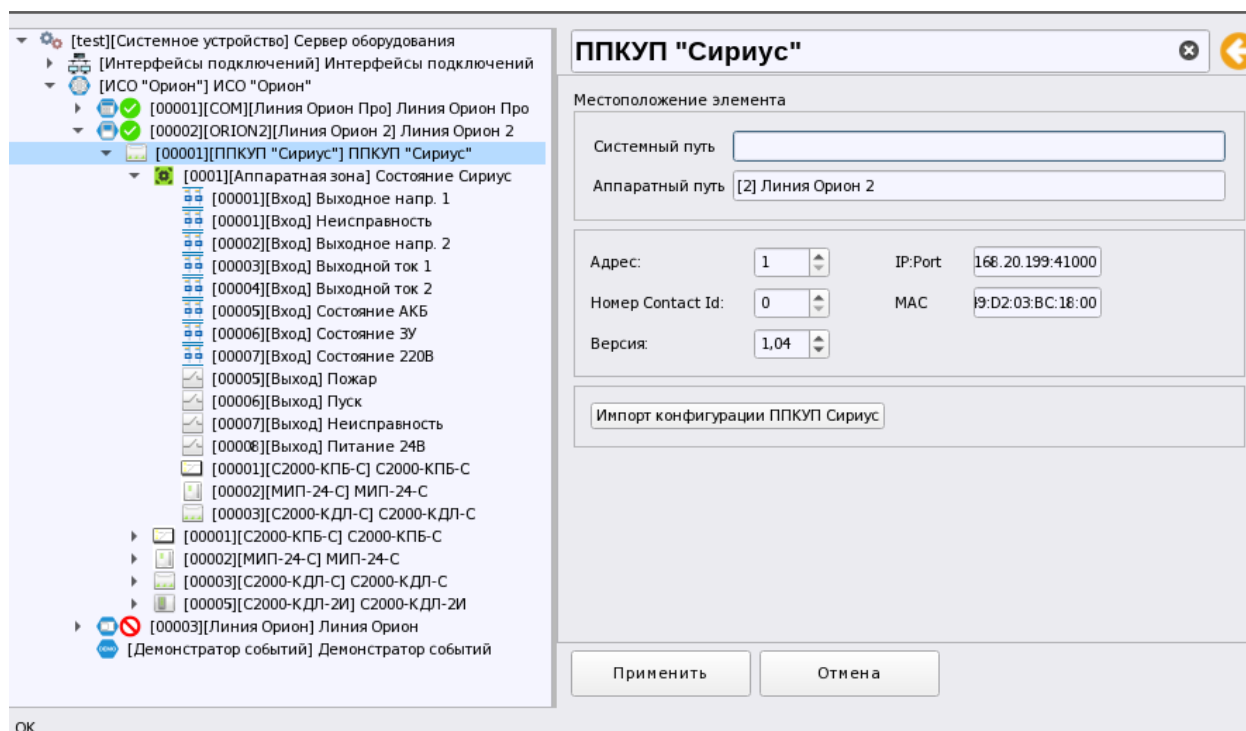 [test][Системное устройство] Сервер оборудования
[Интерфейсы подключений] Интерфейсы подключений
[ИСО "Орион"] ИСО "Орион"
[00001][COM][Линия Орион Про] Линия Орион Про
[00002][ORION2][Линия Орион 2] Линия Орион 2
[00001][ППКУП "Сириус"] ППКУП "Сириус"
[0001][Аппаратная зона] Состояние Сириус
[00001][Вход] Выходное напр. 1
[00001][Вход] Неисправность
[00002][Вход] Выходное напр. 2
[00003][Вход] Выходной ток 1
[00004][Вход] Выходной ток 2
[00005][Вход] Состояние АКБ
[00006][Вход] Состояние ЗУ
[00007][Вход] Состояние 220В
[00005][Выход] Пожар
[00006][Выход] Пуск
[00007][Выход] Неисправность
[00008][Выход] Питание 24В
[00001][С2000-КПБ-С] С2000-КПБ-С
[00002][МИП-24-С] МИП-24-С
[00003][С2000-КДЛ-С] С2000-КДЛ-С
[00001][С2000-КПБ-С] С2000-КПБ-С
[00002][МИП-24-С] МИП-24-С
[00003][С2000-КДЛ-С] С2000-КДЛ-С
[00005][С2000-КДЛ-2И] С2000-КДЛ-2И
[00003][Линия Орион] Линия Орион
DEMO [Демонстратор событий] Демонстратор событий
ППКУП "Сириус"
Местоположение элемента
Системный путь
Аппаратный путь [2] Линия Орион 2
Адрес: 1 IP:Port 168.20.199:41000
Номер Contact Id: 0 MAC 9:D2:03:BC:18:00
Версия: 1,04
Импорт конфигурации ППКУП Сириус
Применить Отмена
OK